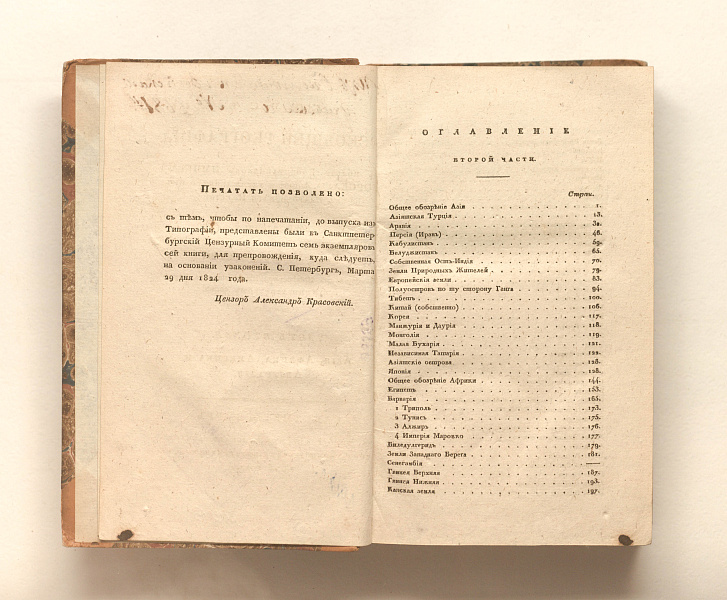 Печатать позволено:
съ тѣмъ, чтобы по напечатаніи, до выпуска изъ
Типографіи, представлены были въ Санктпетер-
бургскій Цензурный Комитетъ семь экземпляровъ
сей книги, для препровожденія, куда слѣдуетъ,
на основаніи узаконеній. С. Петербургъ, Марта
29 дня 1824 года.
Цензоръ Александръ Красовскій.
ОГЛАВЛЕНІЕ
ВТОРОЙ ЧАСТИ.
Стран.
Общее обозрѣніе Азіи 1.
Азіятская Турція 13.
Аравія 32.
Персія (Иранъ) 46.
Кабулистанъ 59.
Белуджистанъ 65.
Собственная Остъ-Индія 70.
Земли Природныхъ Жителей 79.
Европейскія земли 83.
Полуостровъ по ту сторону Ганга 94.
Тибетъ 100.
Китай (собственно) 106.
Корея 117.
Манжурія и Даурія 118.
Монголія 119.
Малая Бухарія 121.
Независимая Татарія 122.
Азіятскіе острова 126.
Японія 128.
Общее обозрѣніе Африки 144.
Египетъ 153.
Варварія 165.
1 Триполь 173.
2 Тунисъ 175.
3 Алжиръ 176.
4 Имперія Марокко 177.
Биледулгеридъ 179.
Земли Западнаго Берега 181.
Сенегамбія —
Гвинея Верхняя 187.
Гвинея Нижняя 193.
Капская земля 197.